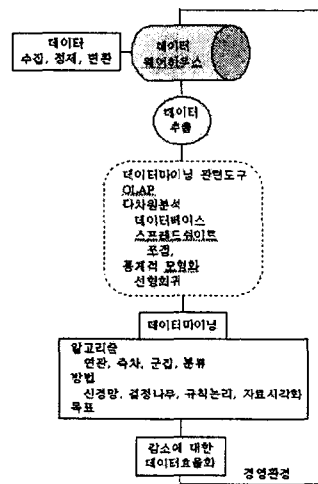 데이터
수집, 정제, 변환
데이터
웨어하우스
데이터
추출
데이터마이닝 관련도구
OLAP
다차원분석
데이터베이스
스프레드쉬이트
포켓,
통계적 모형화
선형회귀
데이터마이닝
알고리즘
연관, 축차, 군집, 분류
방법
신경망, 결정나무, 규칙논리, 자료시각화
목표
감소에 대한
데이터효율화
경영환경